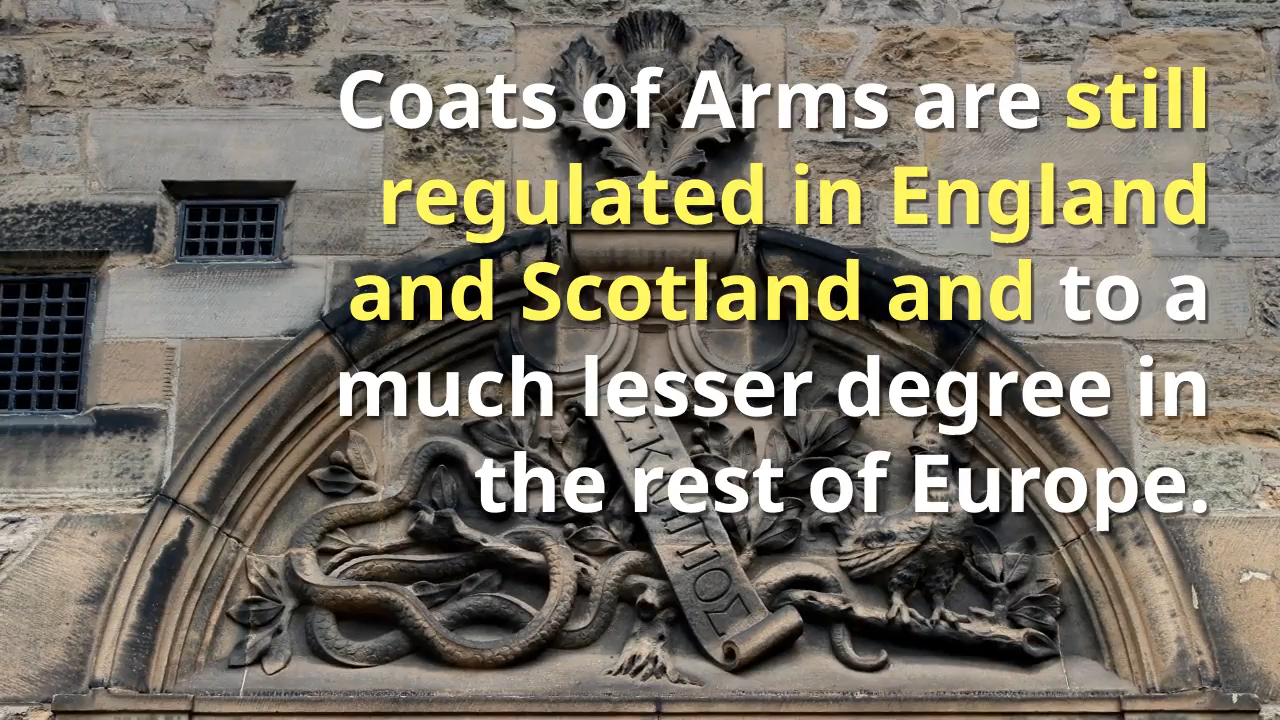 Coats of Arms are still
regulated in England
and Scotland and to a
much lesser degree in
the rest of Europe.